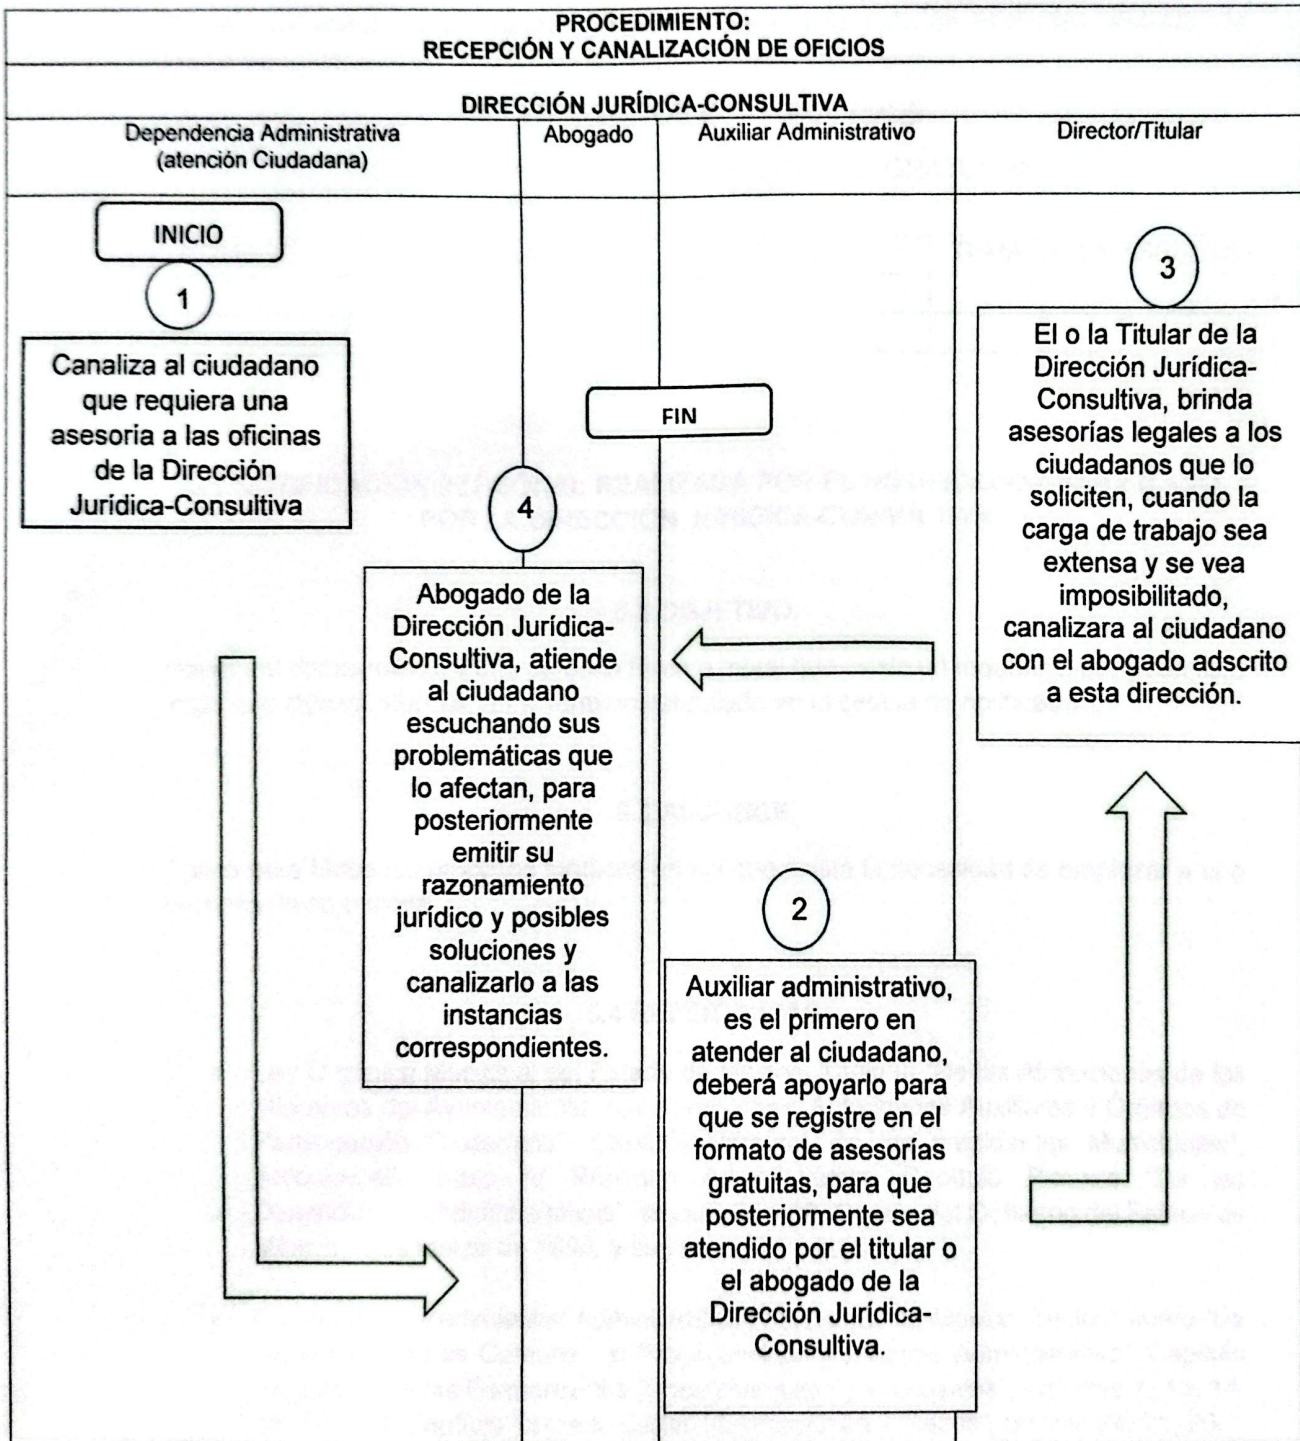 PROCEDIMIENTO:
RECEPCIÓN Y CANALIZACIÓN DE OFICIOS
DIRECCIÓN JURÍDICA-CONSULTIVA
Dependencia Administrativa
(atención Ciudadana)
Abogado
Auxiliar Administrativo
Director/Titular
INICIO
1
Canaliza al ciudadano
que requiera una
asesoría a las oficinas
de la Dirección
Jurídica-Consultiva
FIN
4
Abogado de la
Dirección Jurídica-
Consultiva, atiende
al ciudadano
escuchando sus
problemáticas que
lo afectan, para
posteriormente
emitir su
razonamiento
jurídico y posibles
soluciones y
canalizarlo a las
instancias
correspondientes.
2
Auxiliar administrativo,
es el primero en
atender al ciudadano,
deberá apoyarlo para
que se registre en el
formato de asesorías
gratuitas, para que
posteriormente sea
atendido por el titular o
el abogado de la
Dirección Jurídica-
Consultiva.
3
El o la Titular de la
Dirección Jurídica-
Consultiva, brinda
asesorías legales a los
ciudadanos que lo
soliciten, cuando la
carga de trabajo sea
extensa y se vea
imposibilitado,
canalizara al ciudadano
con el abogado adscrito
a esta dirección.